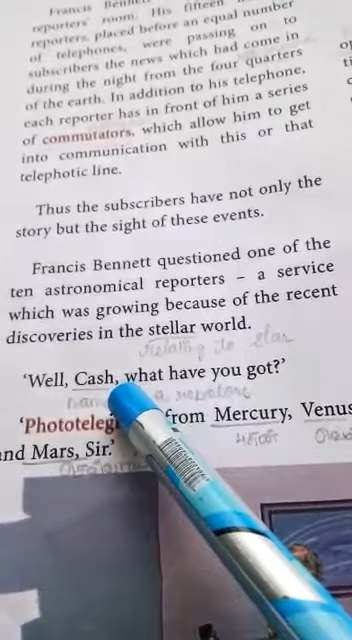 Francis
reporters' room. His fifteen
reporters, placed before an equal number
of telephones, were passing on to
subscribers the news which had come in
during the night from the four quarters
of the earth. In addition to his telephone,
each reporter has in front of him a series
of commutators, which allow him to get
into communication with this or that
telephotic line.
Thus the subscribers have not only the
story but the sight of these events.
Francis Bennett questioned one of the
ten astronomical reporters – a service
which was growing because of the recent
discoveries in the stellar world.
relating to star
'Well, Cash, what have you got?'
from Mercury, Venus
and Mars, Sir.'